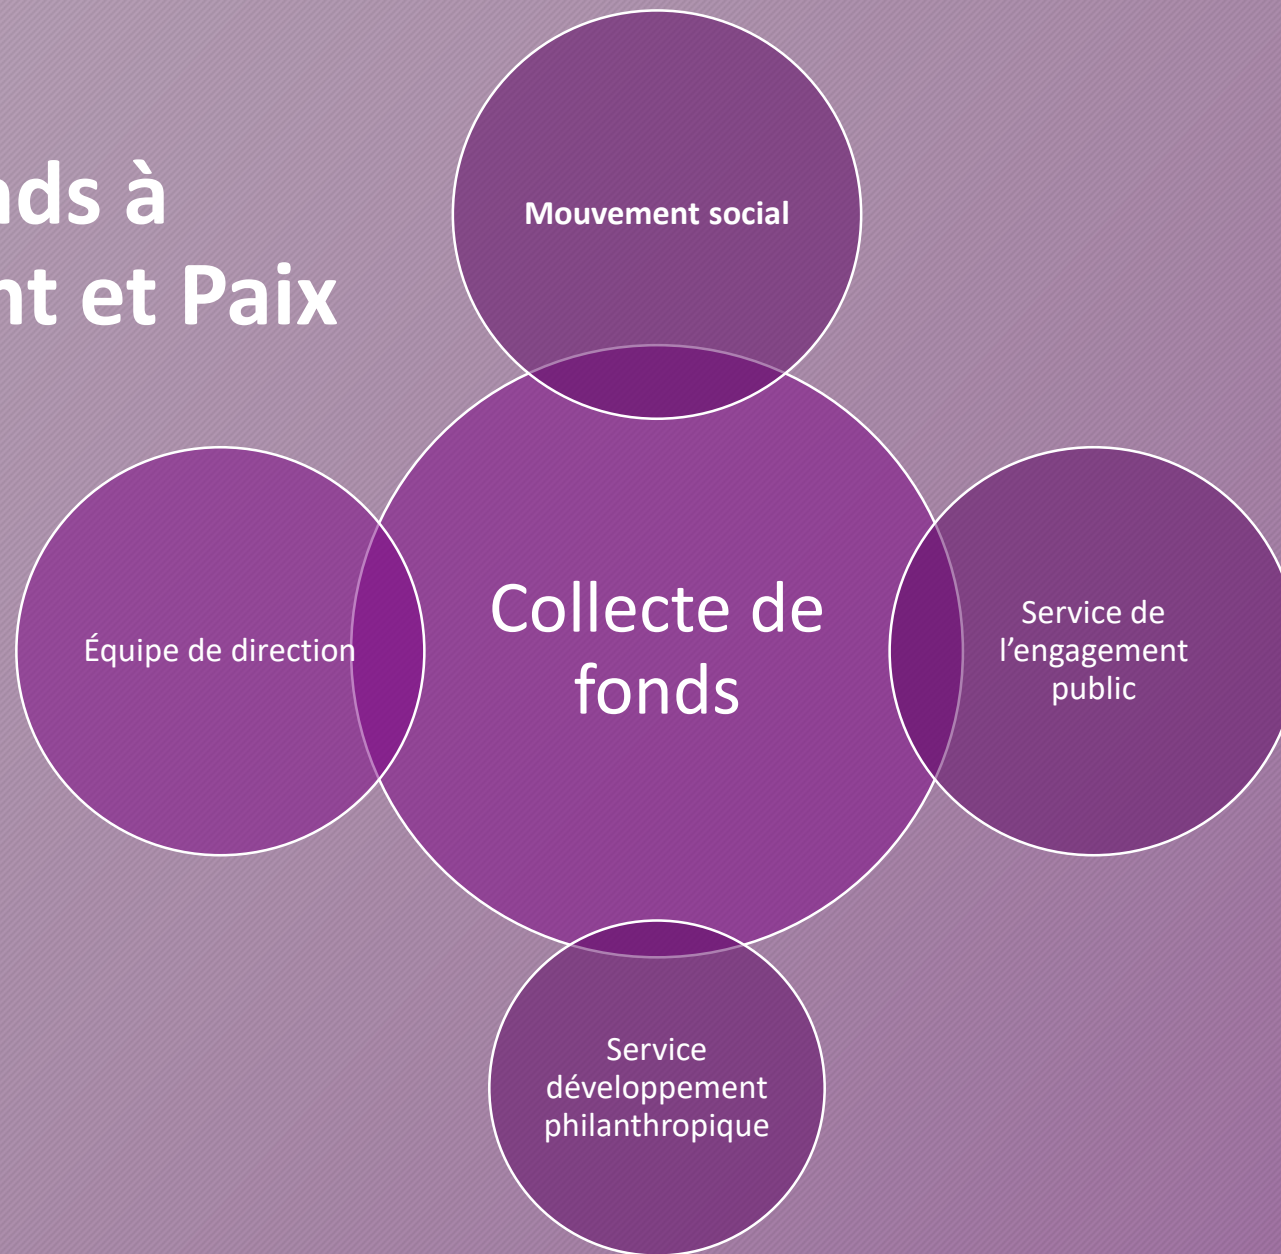 nds à
nt et Paix
Mouvement social
Équipe de direction
Collecte de
fonds
Service de
l’engagement
public
Service
développement
philanthropique